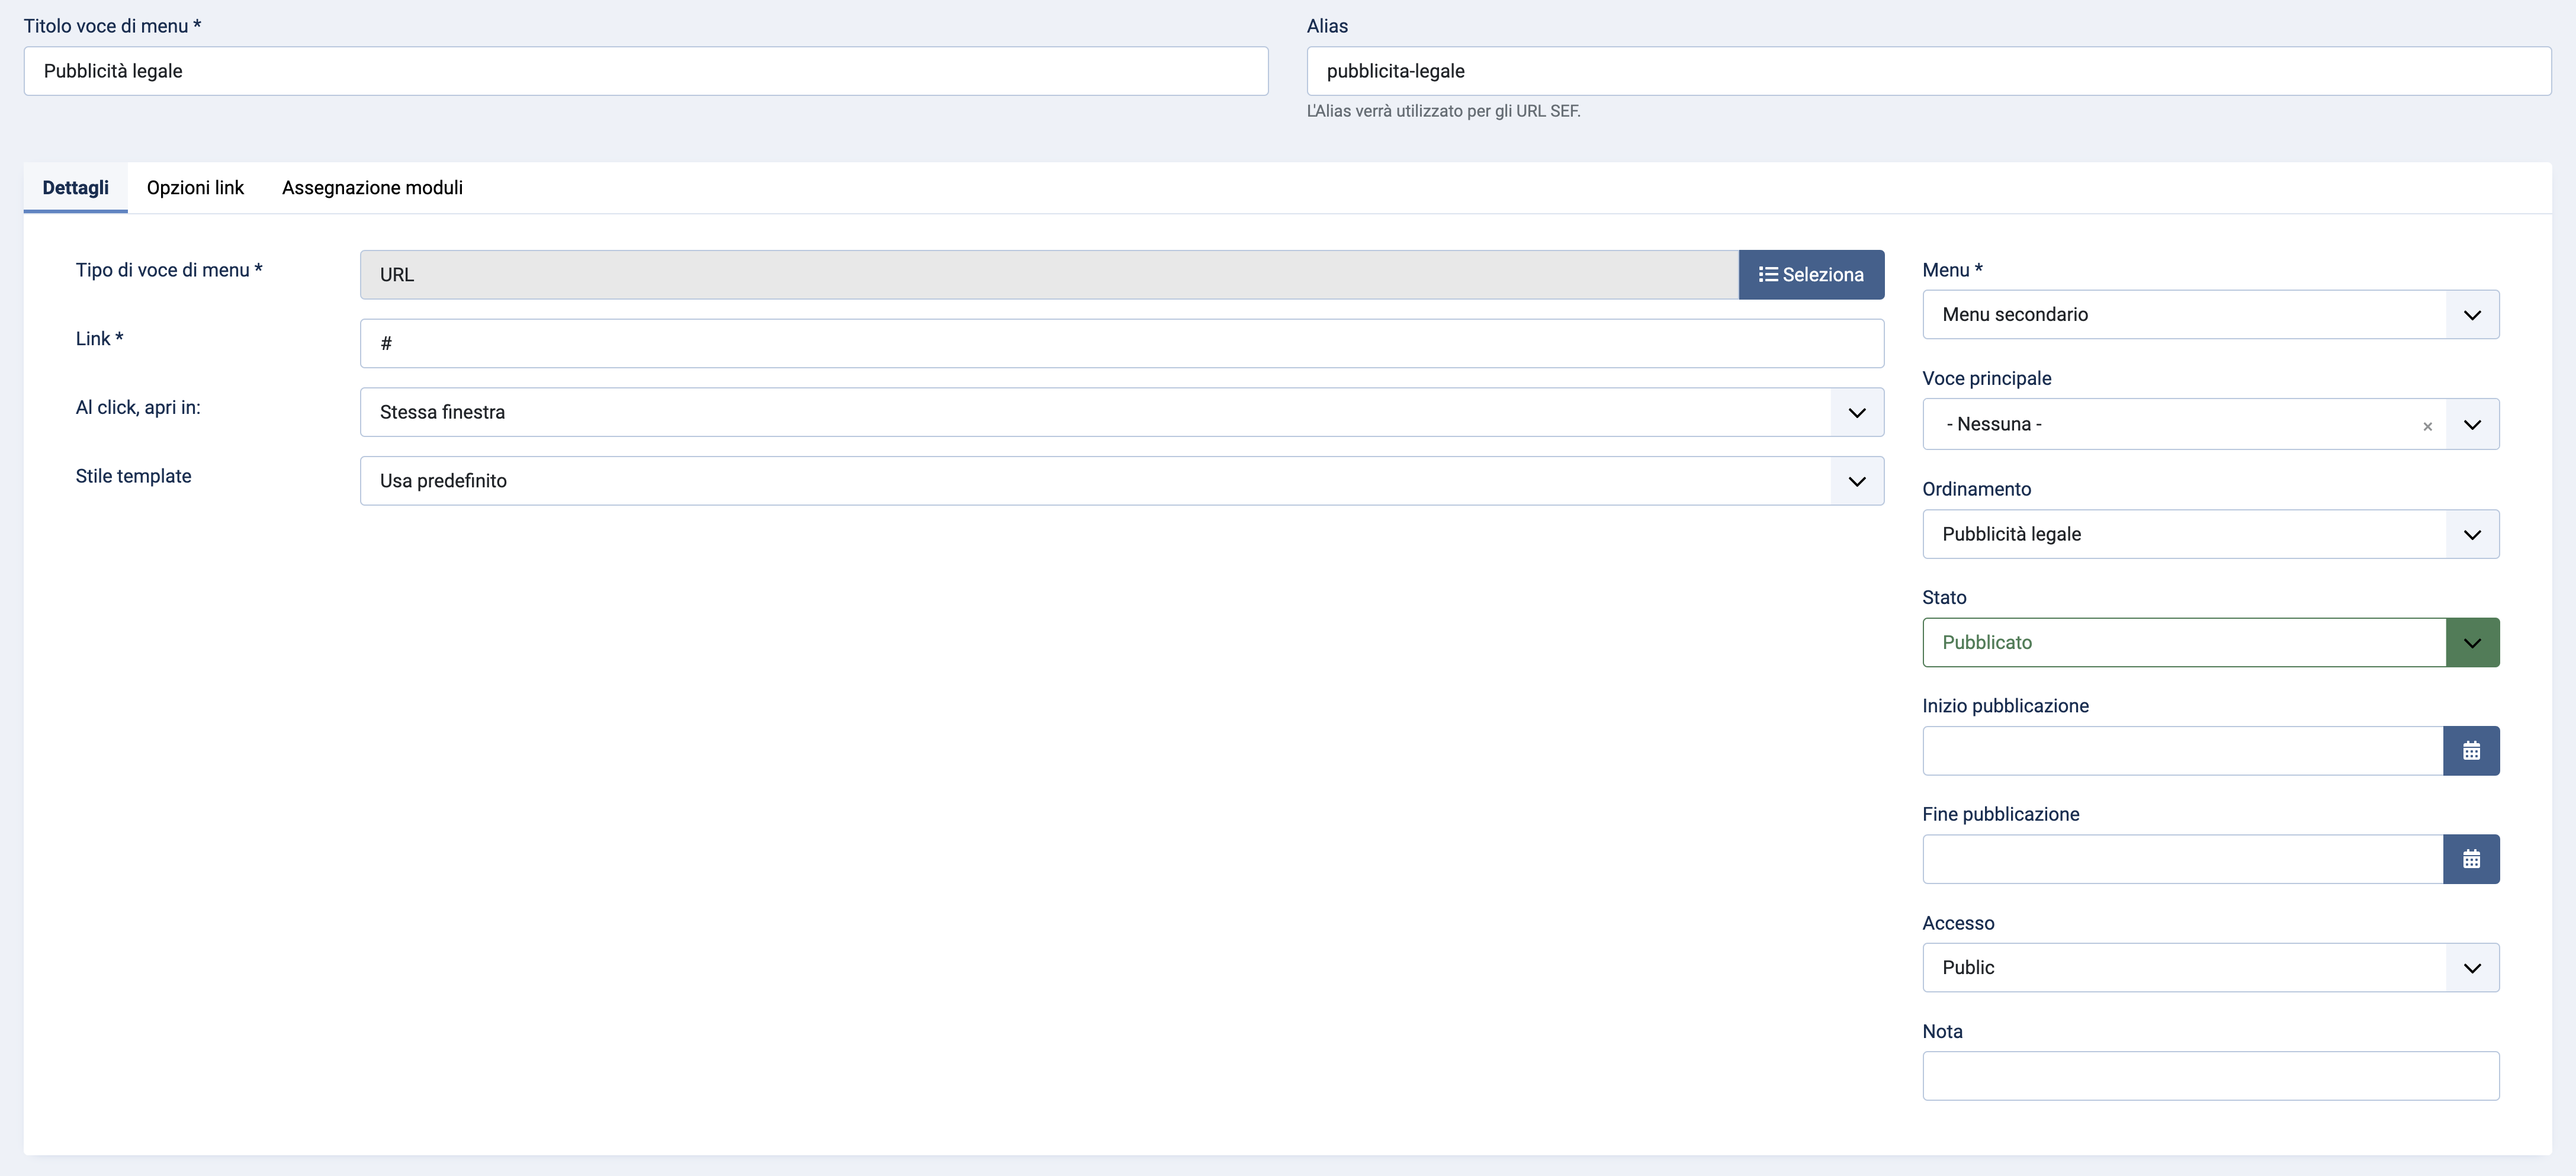 Titolo voce di menu *
Pubblicità legale
Alias
pubblicita-legale
L'Alias verrà utilizzato per gli URL SEF.
Dettagli
Opzioni link
Assegnazione moduli
Tipo di voce di menu *
URL
Seleziona
Link *
#
Al click, apri in:
Stessa finestra
Stile template
Usa predefinito
Menu *
Menu secondario
Voce principale
- Nessuna -
×
Ordinamento
Pubblicità legale
Stato
Pubblicato
Inizio pubblicazione
Fine pubblicazione
Accesso
Public
Nota